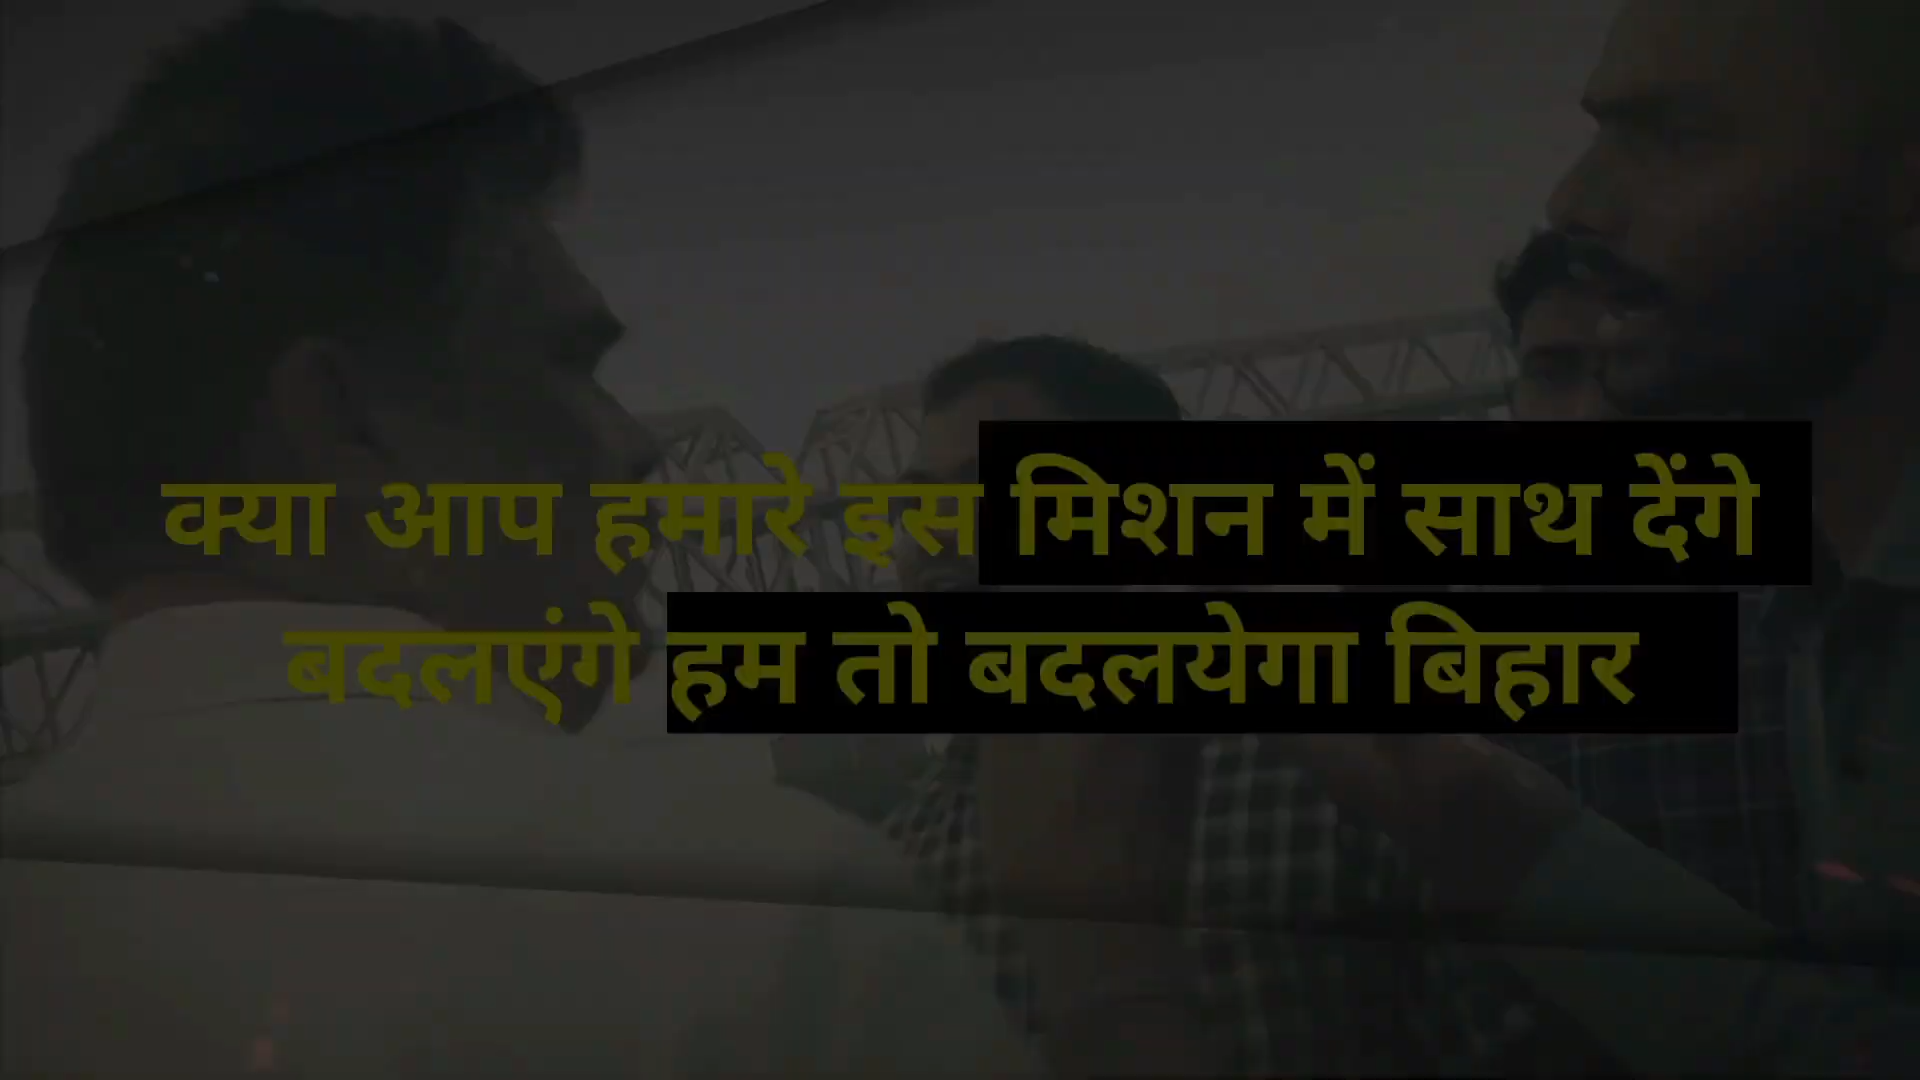 क्या आप हमारे इस मिशन में साथ देंगे
बदलएंगे हम तो बदलयेगा बिहार